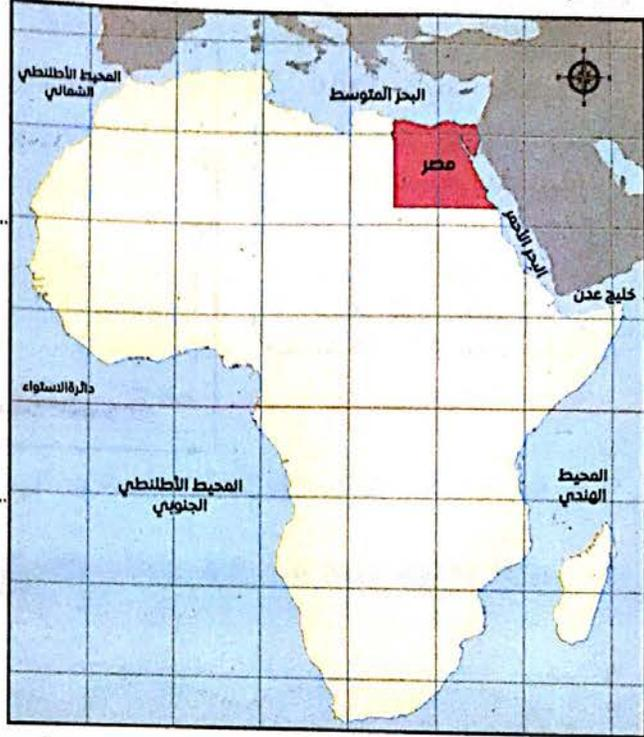 المحيط الأطلنطي
الشمالي
البحر المتوسط
مصر
البحر الأحمر
خليج عدن
دائرة الاستواء
المحيط الأطلنطي
الجنوبي
المحيط
الهندي